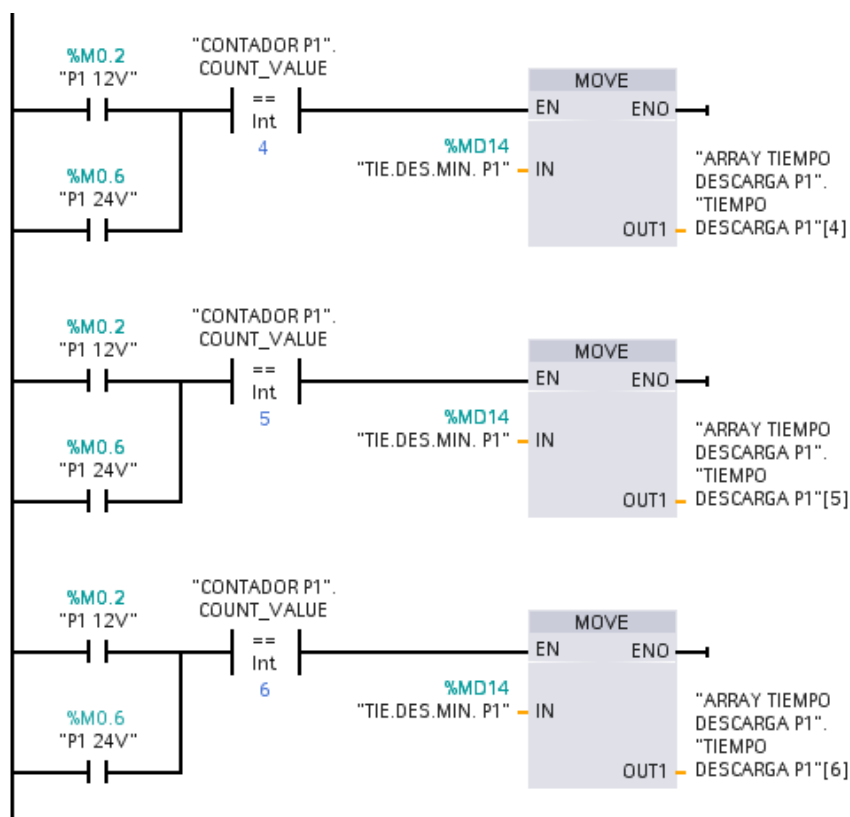 %M0.2
"P1 12V"
"CONTADOR P1".
COUNT_VALUE
==
Int
4
MOVE
EN
ENO
%MD14
"TIE.DES.MIN. P1"
IN
OUT1
"ARRAY TIEMPO
DESCARGA P1".
"TIEMPO
DESCARGA P1"[4]
%M0.6
"P1 24V"
%M0.2
"P1 12V"
"CONTADOR P1".
COUNT_VALUE
==
Int
5
MOVE
EN
ENO
%MD14
"TIE.DES.MIN. P1"
IN
OUT1
"ARRAY TIEMPO
DESCARGA P1".
"TIEMPO
DESCARGA P1"[5]
%M0.6
"P1 24V"
%M0.2
"P1 12V"
"CONTADOR P1".
COUNT_VALUE
==
Int
6
MOVE
EN
ENO
%MD14
"TIE.DES.MIN. P1"
IN
OUT1
"ARRAY TIEMPO
DESCARGA P1".
"TIEMPO
DESCARGA P1"[6]
%M0.6
"P1 24V"